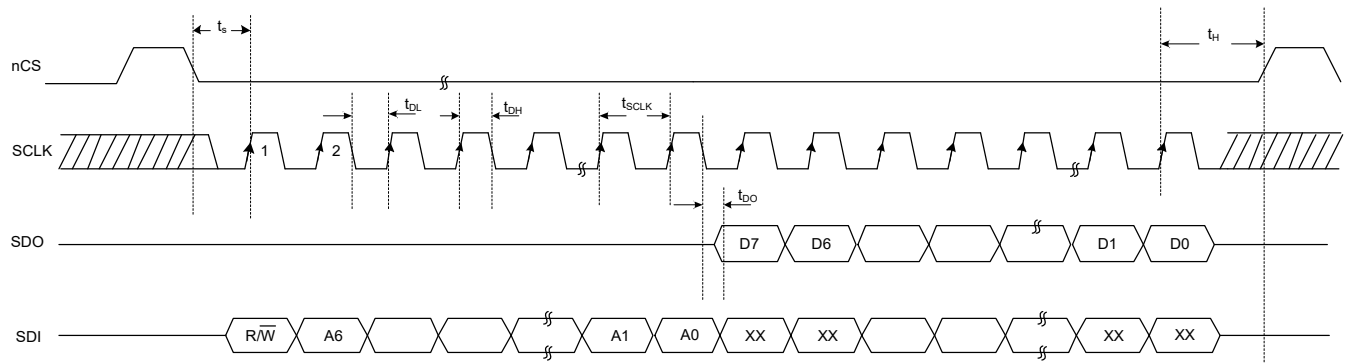 tS tH
nCS
tDL tDH tSCLK
SCLK 1 2
tDO
SDO D7 D6 D1 D0
SDI R/W̅ A6 A1 A0 XX XX XX XX